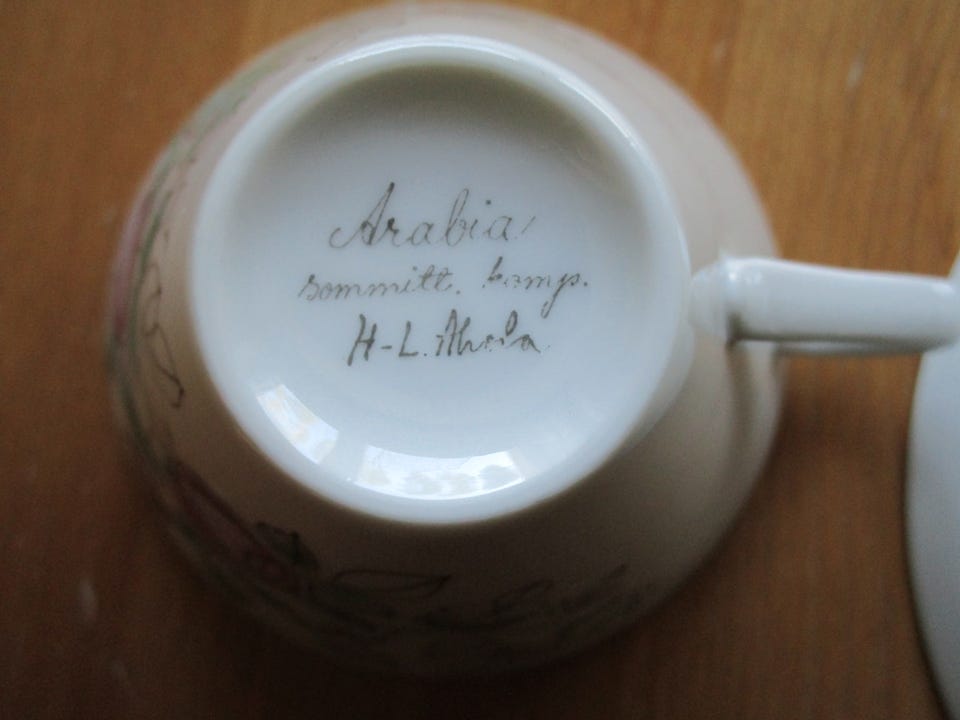 Arabia
sommitt. komp.
H-L. Ahola